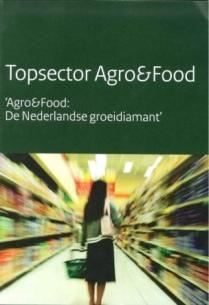 Topsector Agro&Food
'Agro&Food:
De Nederlandse groeidiamant'